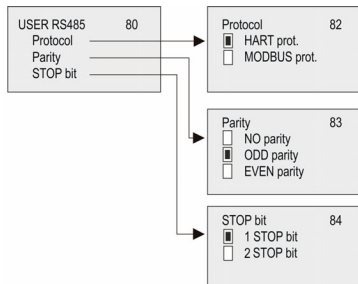 USER RS485 80
Protocol
Parity
STOP bit
Protocol 82
HART prot.
MODBUS prot.
Parity 83
NO parity
ODD parity
EVEN parity
STOP bit 84
1 STOP bit
2 STOP bit